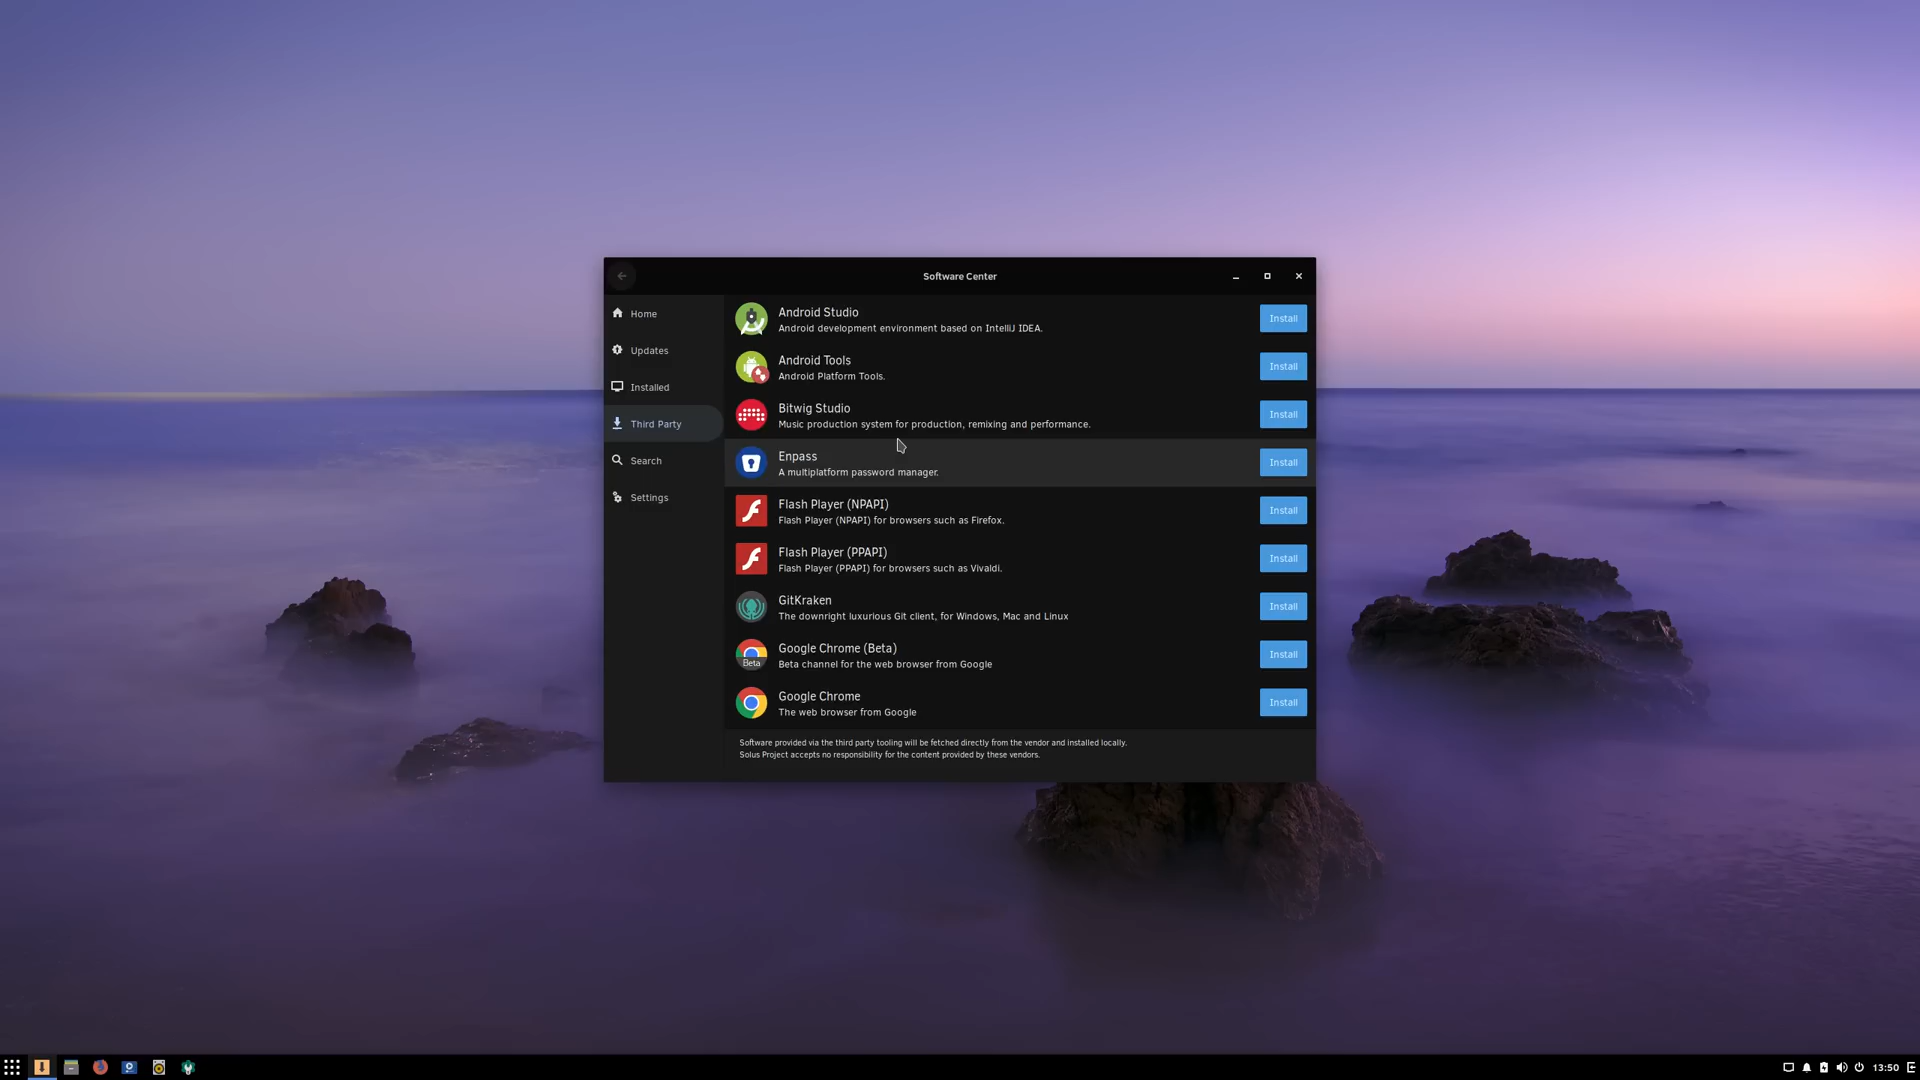 Software Center
Home
Updates
Installed
Third Party
Search
Settings
Android Studio
Android development environment based on IntelliJ IDEA.
Install
Android Tools
Android Platform Tools.
Install
Bitwig Studio
Music production system for production, remixing and performance.
Install
Enpass
A multiplatform password manager.
Install
Flash Player (NPAPI)
Flash Player (NPAPI) for browsers such as Firefox.
Install
Flash Player (PPAPI)
Flash Player (PPAPI) for browsers such as Vivaldi.
Install
GitKraken
The downright luxurious Git client, for Windows, Mac and Linux
Install
Beta
Google Chrome (Beta)
Beta channel for the web browser from Google
Install
Google Chrome
The web browser from Google
Install
Software provided via the third party tooling will be fetched directly from the vendor and installed locally.
Solus Project accepts no responsibility for the content provided by these vendors.
13:50